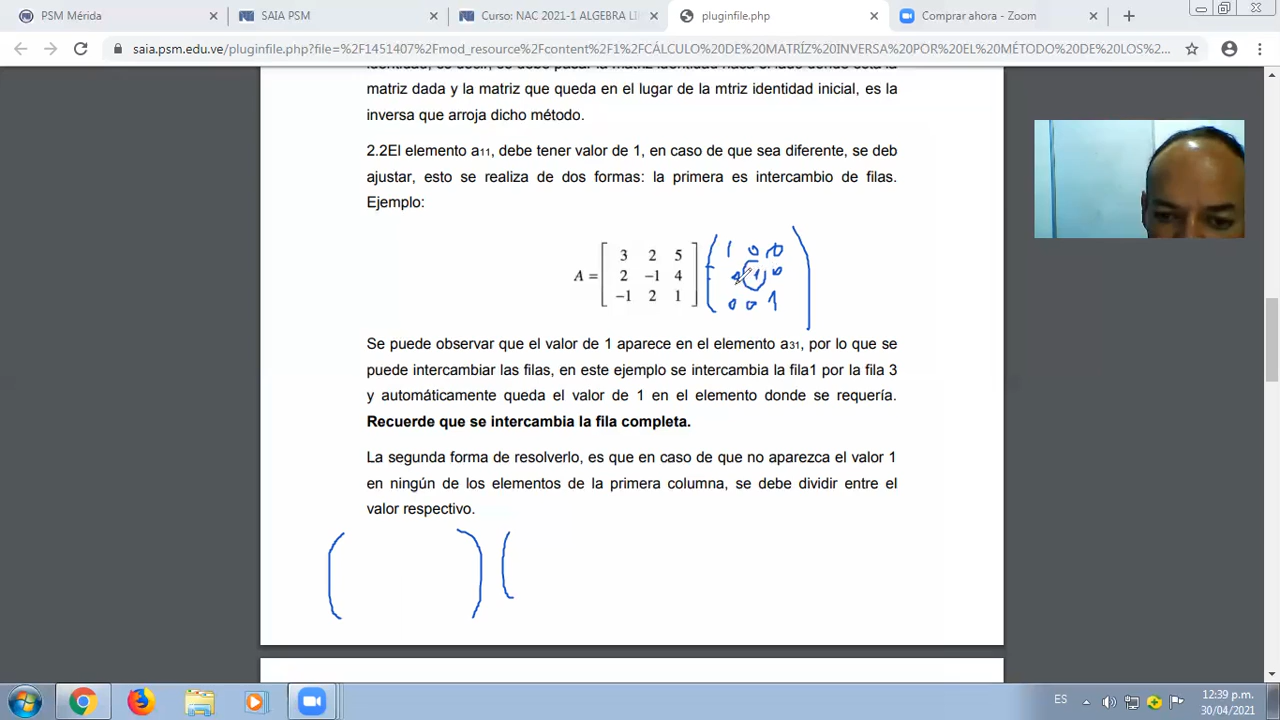 PSM Mérida
SAIA PSM
Curso: NAC 2021-1 ALGEBRA LI
pluginfile.php
Comprar ahora - Zoom
saia.psm.edu.ve/pluginfile.php?file=%2F1451407%2Fmod_resource%2Fcontent%2F1%2FCÁLCULO%20DE%20MATRÍZ%20INVERSA%20POR%20EL%20MÉTODO%20DE%20LOS%20...
matriz dada y la matriz que queda en el lugar de la mtriz identidad inicial, es la
inversa que arroja dicho método.
2.2El elemento a11, debe tener valor de 1, en caso de que sea diferente, se deb
ajustar, esto se realiza de dos formas: la primera es intercambio de filas.
Ejemplo:
3 2 5 1 0 0
A = 2 −1 4 0 1 0
−1 2 1 0 0 1
Se puede observar que el valor de 1 aparece en el elemento a31, por lo que se
puede intercambiar las filas, en este ejemplo se intercambia la fila1 por la fila 3
y automáticamente queda el valor de 1 en el elemento donde se requería.
Recuerde que se intercambia la fila completa.
La segunda forma de resolverlo, es que en caso de que no aparezca el valor 1
en ningún de los elementos de la primera columna, se debe dividir entre el
valor respectivo.
ES
12:39 p.m.
30/04/2021